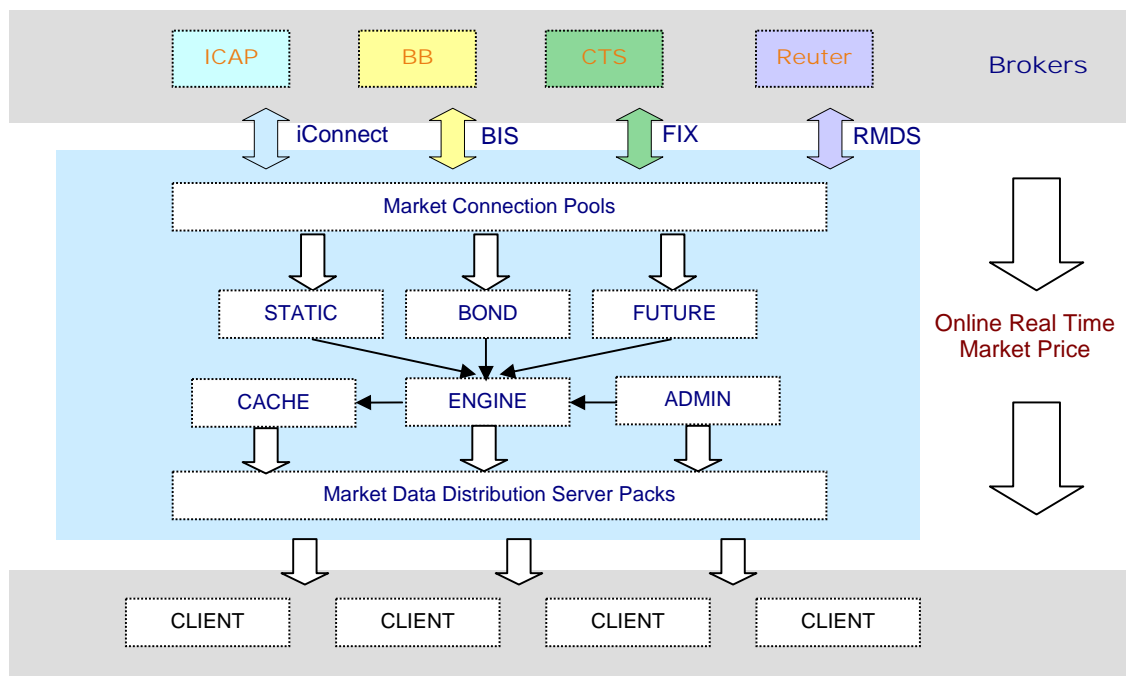 ICAP
BB
CTS
Reuter
Brokers
iConnect
BIS
FIX
RMDS
Market Connection Pools
STATIC
BOND
FUTURE
Online Real Time
Market Price
CACHE
ENGINE
ADMIN
Market Data Distribution Server Packs
CLIENT
CLIENT
CLIENT
CLIENT